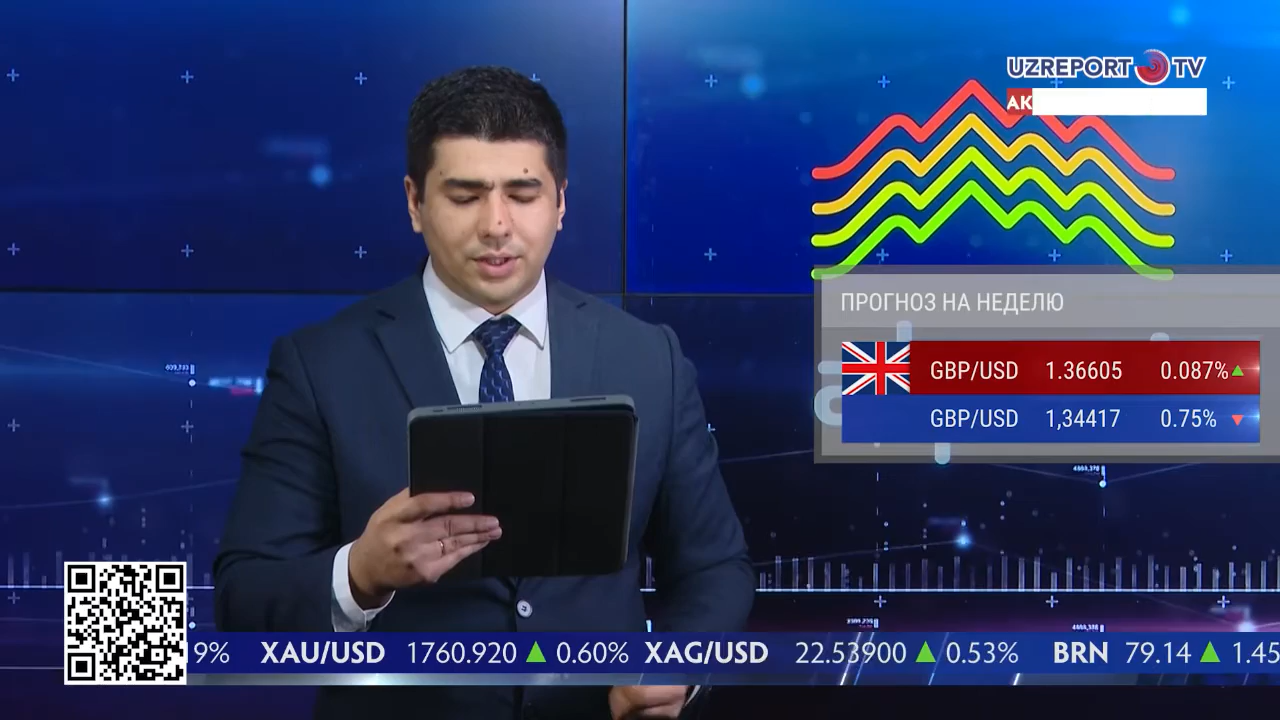 UZREPORT TV
АК
ПРОГНОЗ НА НЕДЕЛЮ
GBP/USD 1.36605 0.087%
GBP/USD 1,34417 0.75%
9% XAU/USD 1760.920 0.60% XAG/USD 22.53900 0.53% BRN 79.14 1.45